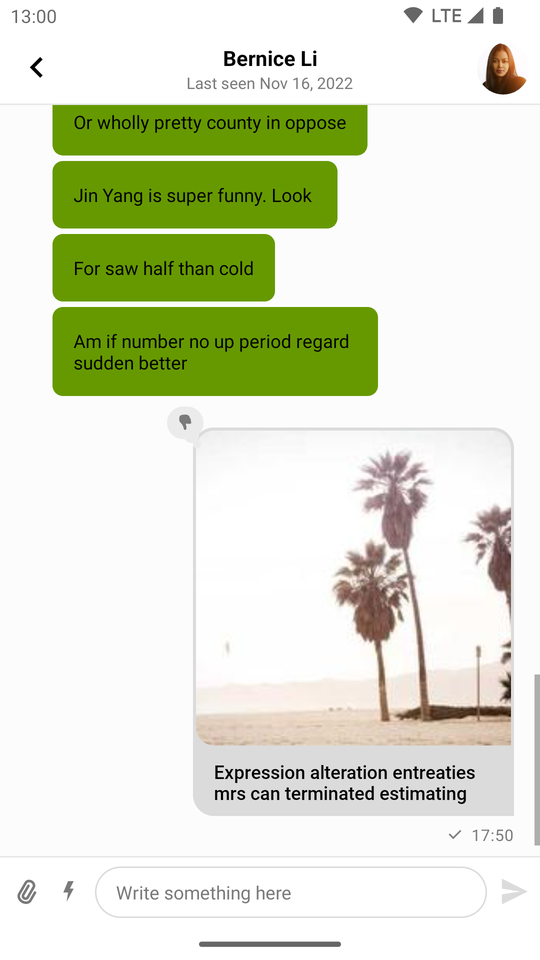 13:00
LTE
Bernice Li
Last seen Nov 16, 2022
Or wholly pretty county in oppose
Jin Yang is super funny. Look
For saw half than cold
Am if number no up period regard
sudden better
Expression alteration entreaties
mrs can terminated estimating
17:50
Write something here